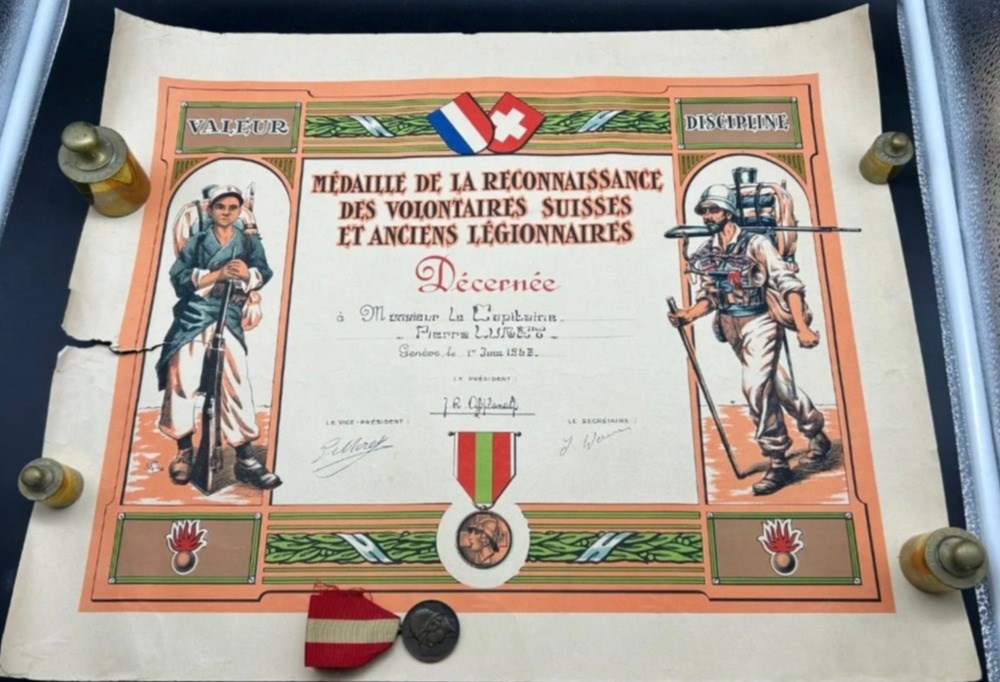 VALEUR
DISCIPLINE
MÉDAILLE DE LA RECONNAISSANCE
DES VOLONTAIRES SUISSES
ET ANCIENS LÉGIONNAIRES
Décernée
à Monsieur Le Capitaine
Pierre
Genève, le 1er Juin
LE PRÉSIDENT :
LE VICE-PRÉSIDENT :
LE SECRÉTAIRE :